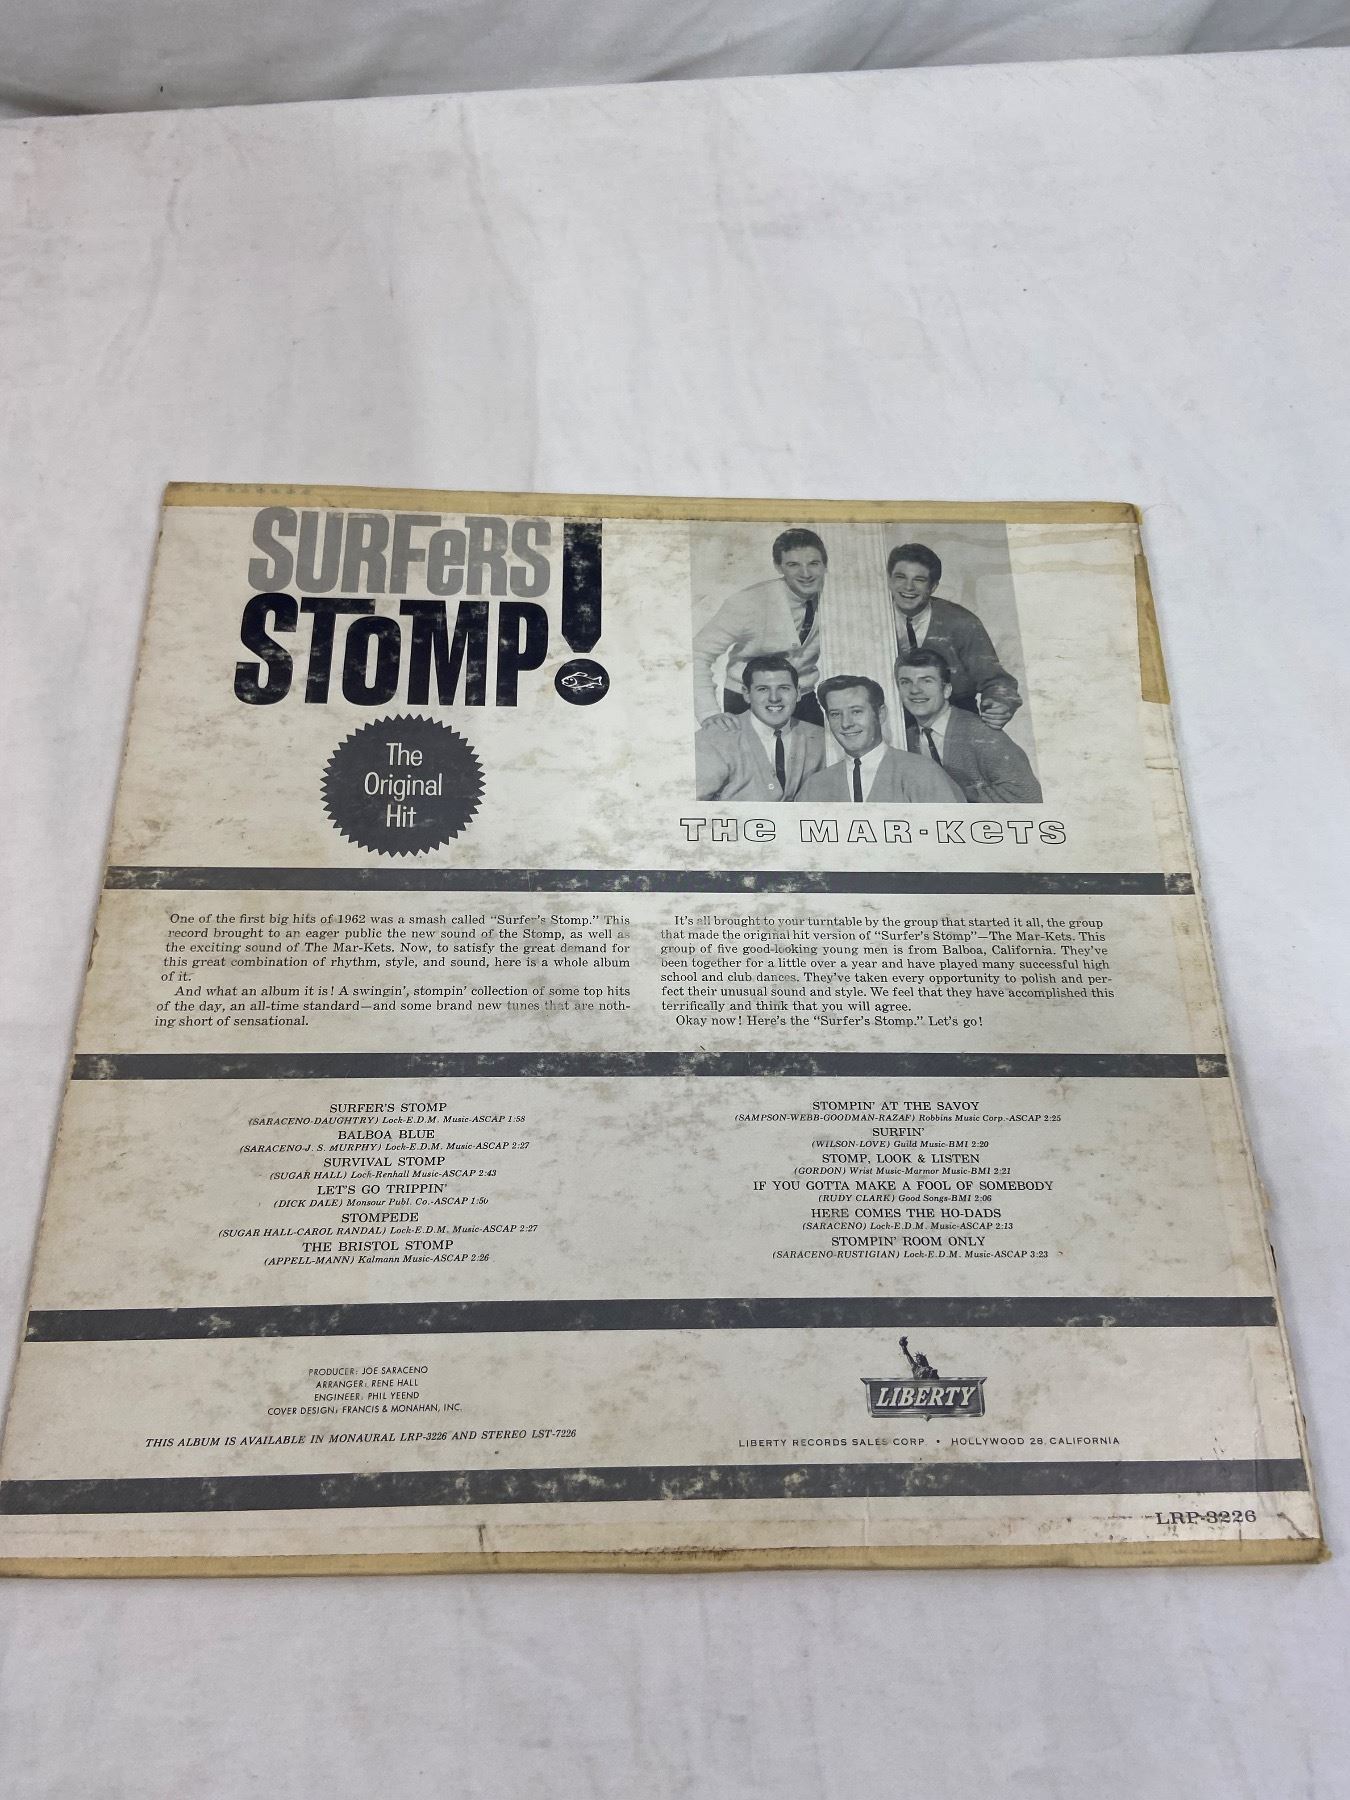 SURFeRS
STOMP!
The
Original
Hit
THe MAR-KeTS
One of the first big hits of 1962 was a smash called "Surfer's Stomp." This
record brought to an eager public the new sound of the Stomp, as well as
the exciting sound of The Mar-Kets. Now, to satisfy the great demand for
this great combination of rhythm, style, and sound, here is a whole album
of it.
And what an album it is! A swingin', stompin' collection of some top hits
of the day, an all-time standard—and some brand new tunes that are noth-
ing short of sensational.
It's all brought to your turntable by the group that started it all, the group
that made the original hit version of "Surfer's Stomp"—The Mar-Kets. This
group of five good-looking young men is from Balboa, California. They've
been together for a little over a year and have played many successful high
school and club dances. They've taken every opportunity to polish and per-
fect their unusual sound and style. We feel that they have accomplished this
terrifically and think that you will agree.
Okay now! Here's the "Surfer's Stomp." Let's go!
SURFER'S STOMP
(SARACENO-DAUGHTRY) Lock-E.D.M. Music-ASCAP 1:58
BALBOA BLUE
(SARACENO-J. S. MURPHY) Lock-E.D.M. Music-ASCAP 2:27
SURVIVAL STOMP
(SUGAR HALL) Lock-Renhall Music-ASCAP 2:43
LET'S GO TRIPPIN'
(DICK DALE) Monsour Publ. Co.-ASCAP 1:50
STOMPEDE
(SUGAR HALL-CAROL RANDAL) Lock-E.D.M. Music-ASCAP 2:27
THE BRISTOL STOMP
(APPELL-MANN) Kalmann Music-ASCAP 2:26
STOMPIN' AT THE SAVOY
(SAMPSON-WEBB-GOODMAN-RAZAF) Robbins Music Corp.-ASCAP 2:25
SURFIN'
(WILSON-LOVE) Guild Music-BMI 2:20
STOMP, LOOK & LISTEN
(GORDON) Wrist Music-Marmor Music-BMI 2:21
IF YOU GOTTA MAKE A FOOL OF SOMEBODY
(RUDY CLARK) Good Songs-BMI 2:06
HERE COMES THE HO-DADS
(SARACENO) Lock-E.D.M. Music-ASCAP 2:13
STOMPIN' ROOM ONLY
(SARACENO-RUSTIGIAN) Lock-E.D.M. Music-ASCAP 3:23
PRODUCER: JOE SARACENO
ARRANGER: RENE HALL
ENGINEER: PHIL YEEND
COVER DESIGN: FRANCIS & MONAHAN, INC.
THIS ALBUM IS AVAILABLE IN MONAURAL LRP-3226 AND STEREO LST-7226
LIBERTY
LIBERTY RECORDS SALES CORP. • HOLLYWOOD 28, CALIFORNIA
LRP-3226